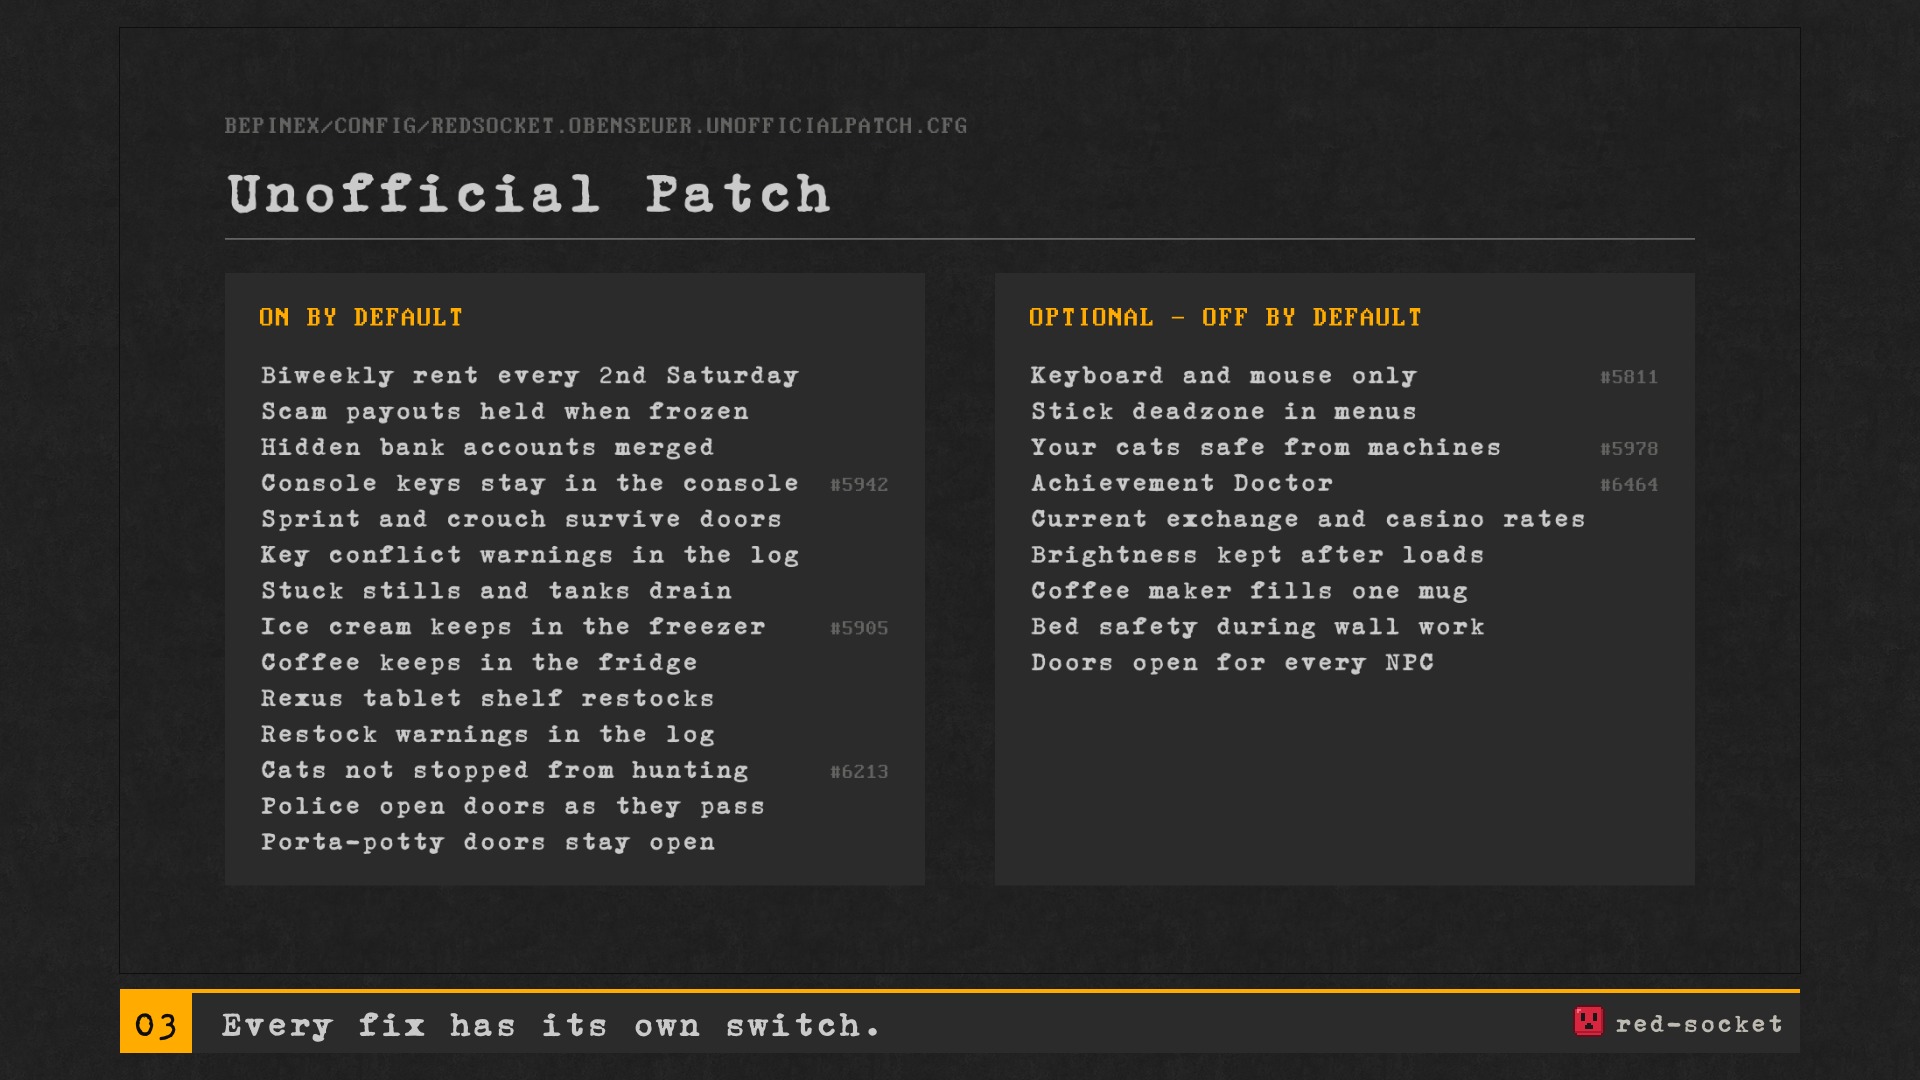 BEPINEX/CONFIG/REDSOCKET.OBENSEUER.UNOFFICIALPATCH.CFG
Unofficial Patch
ON BY DEFAULT
Biweekly rent every 2nd Saturday
Scam payouts held when frozen
Hidden bank accounts merged
Console keys stay in the console #5942
Sprint and crouch survive doors
Key conflict warnings in the log
Stuck stills and tanks drain
Ice cream keeps in the freezer #5905
Coffee keeps in the fridge
Rexus tablet shelf restocks
Restock warnings in the log
Cats not stopped from hunting #6213
Police open doors as they pass
Porta-potty doors stay open
OPTIONAL - OFF BY DEFAULT
Keyboard and mouse only #5811
Stick deadzone in menus
Your cats safe from machines #5978
Achievement Doctor #6464
Current exchange and casino rates
Brightness kept after loads
Coffee maker fills one mug
Bed safety during wall work
Doors open for every NPC
03 Every fix has its own switch.
red-socket